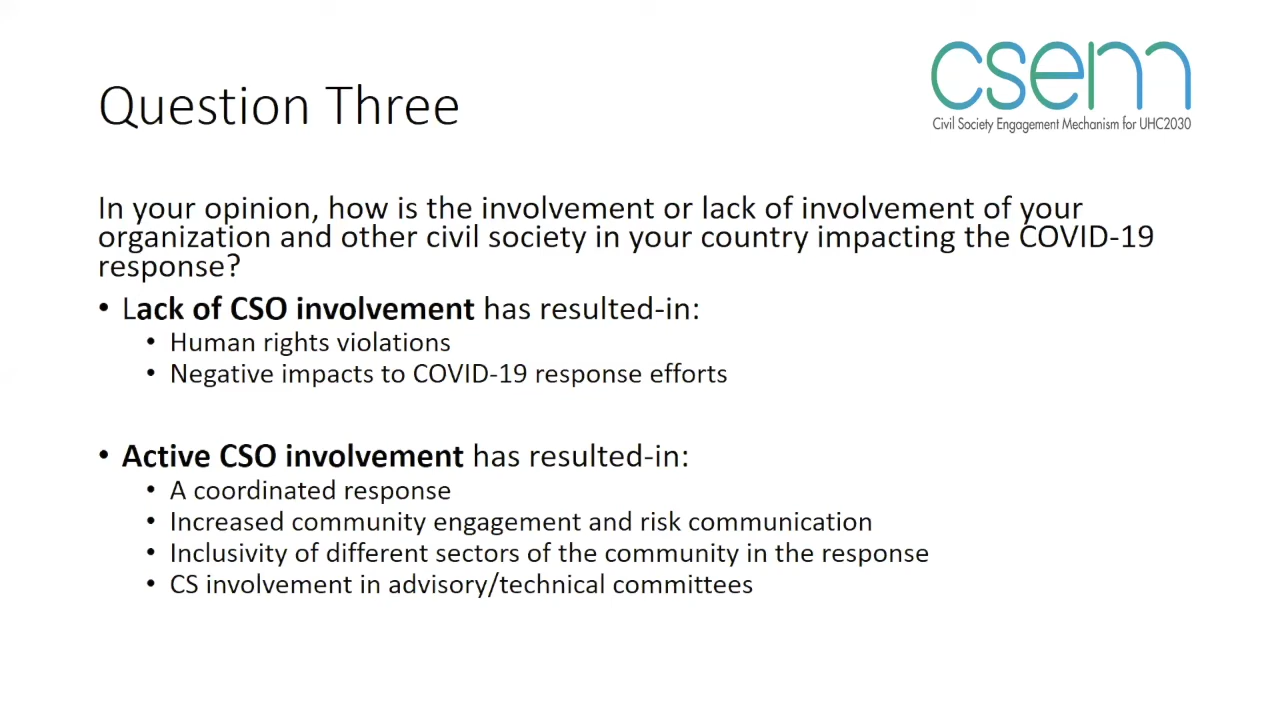 csem
Civil Society Engagement Mechanism for UHC2030
Question Three
In your opinion, how is the involvement or lack of involvement of your
organization and other civil society in your country impacting the COVID-19
response?
• Lack of CSO involvement has resulted-in:
• Human rights violations
• Negative impacts to COVID-19 response efforts
• Active CSO involvement has resulted-in:
• A coordinated response
• Increased community engagement and risk communication
• Inclusivity of different sectors of the community in the response
• CS involvement in advisory/technical committees